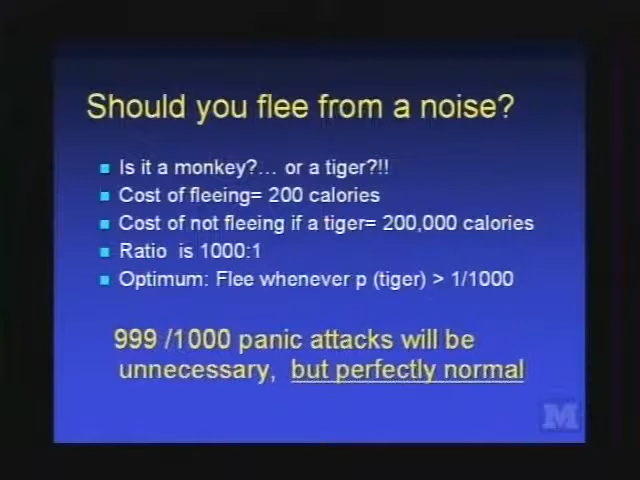 Should you flee from a noise?
Is it a monkey?... or a tiger?!!
Cost of fleeing= 200 calories
Cost of not fleeing if a tiger= 200,000 calories
Ratio is 1000:1
Optimum: Flee whenever p (tiger) > 1/1000
999 /1000 panic attacks will be
unnecessary, but perfectly normal
M